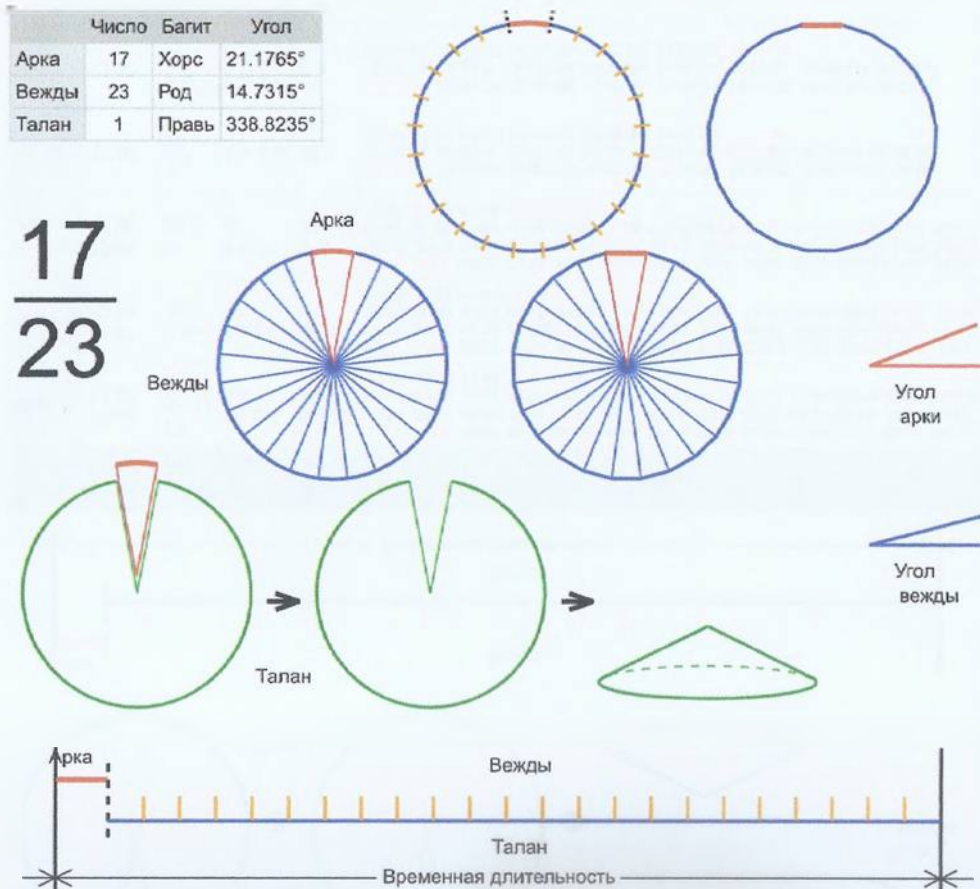 Число Багит Угол
Арка 17 Хорс 21.1765°
Вежды 23 Род 14.7315°
Талан 1 Правь 338.8235°
17
23
Арка
Вежды
Угол
арки
Угол
вежды
Талан
Арка
Вежды
Талан
Временная длительность